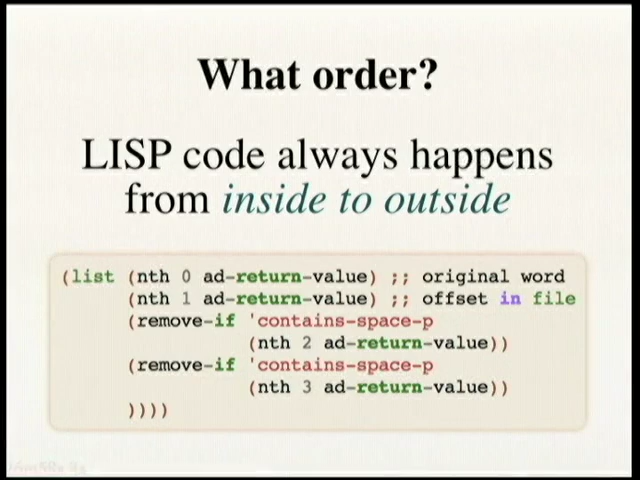 What order?
LISP code always happens
from inside to outside
(list (nth 0 ad-return-value) ;; original word
(nth 1 ad-return-value) ;; offset in file
(remove-if 'contains-space-p
(nth 2 ad-return-value))
(remove-if 'contains-space-p
(nth 3 ad-return-value))
))))